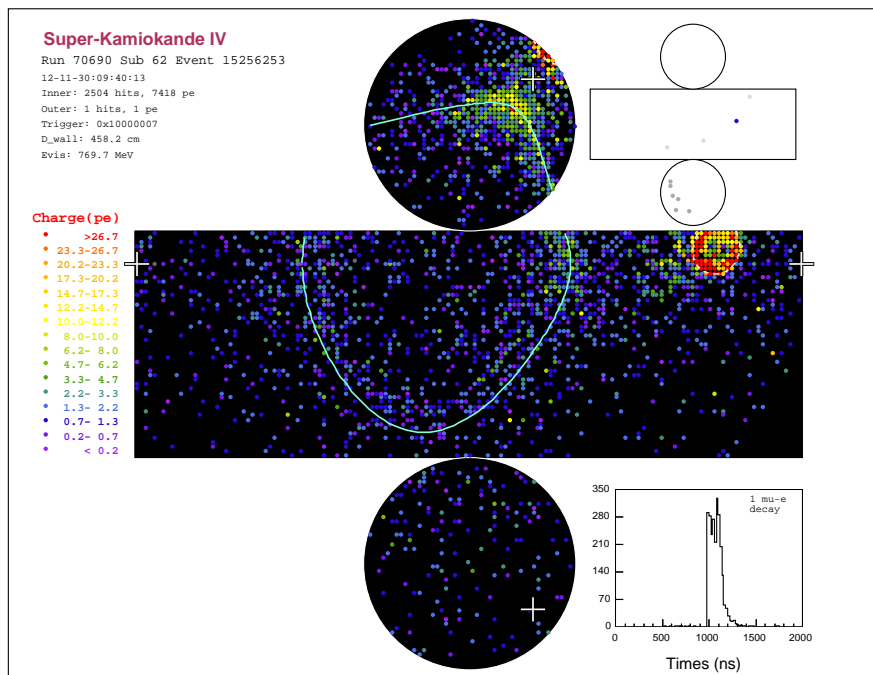 Super-Kamiokande IV
Run 70690 Sub 62 Event 15256253
12-11-30:09:40:13
Inner: 2504 hits, 7418 pe
Outer: 1 hits, 1 pe
Trigger: 0x10000007
D_wall: 458.2 cm
Evis: 769.7 MeV
Charge(pe)
>26.7
23.3-26.7
20.2-23.3
17.3-20.2
14.7-17.3
12.2-14.7
10.0-12.2
8.0-10.0
6.2- 8.0
4.7- 6.2
3.3- 4.7
2.2- 3.3
1.3- 2.2
0.7- 1.3
0.2- 0.7
< 0.2
1 mu-e
decay
350
280
210
140
70
0
0 500 1000 1500 2000
Times (ns)